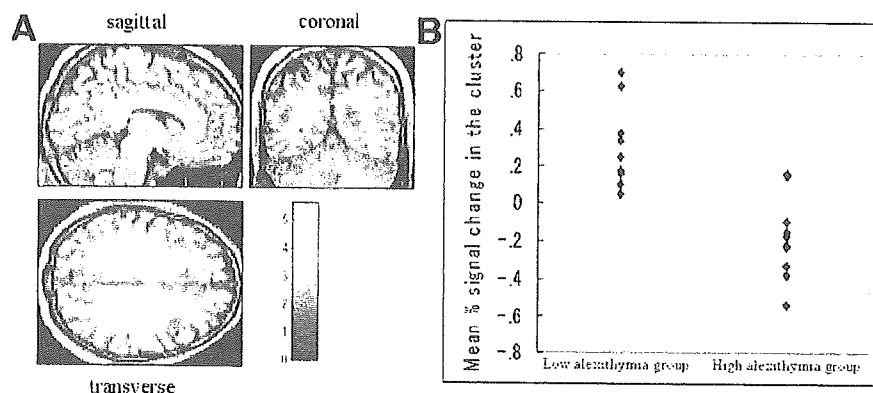 A
sagittal
coronal
transverse
5
4
3
2
1
0
B
Mean % signal change in the cluster
.8
.6
.4
.2
0
-.2
-.4
-.6
-.8
Low alexithymia group
High alexithymia group